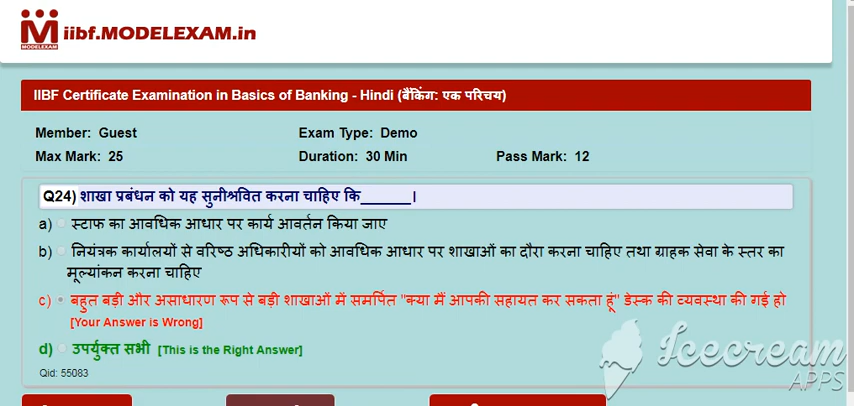 MODELEXAM
iibf.MODELEXAM.in
IIBF Certificate Examination in Basics of Banking - Hindi (बैंकिंग: एक परिचय)
Member: Guest Exam Type: Demo
Max Mark: 25 Duration: 30 Min Pass Mark: 12
Q24) शाखा प्रबंधन को यह सुनीश्रवित करना चाहिए कि______।
a) स्टाफ का आवधिक आधार पर कार्य आवर्तन किया जाए
b) नियंत्रक कार्यालयों से वरिष्ठ अधिकारीयों को आवधिक आधार पर शाखाओं का दौरा करना चाहिए तथा ग्राहक सेवा के स्तर का
मूल्यांकन करना चाहिए
c) बहुत बड़ी और असाधारण रूप से बड़ी शाखाओं में समर्पित "क्या मैं आपकी सहायत कर सकता हूं" डेस्क की व्यवस्था की गई हो
[Your Answer is Wrong]
d) उपर्युक्त सभी [This is the Right Answer]
Qid: 55083
Icecream
APPS